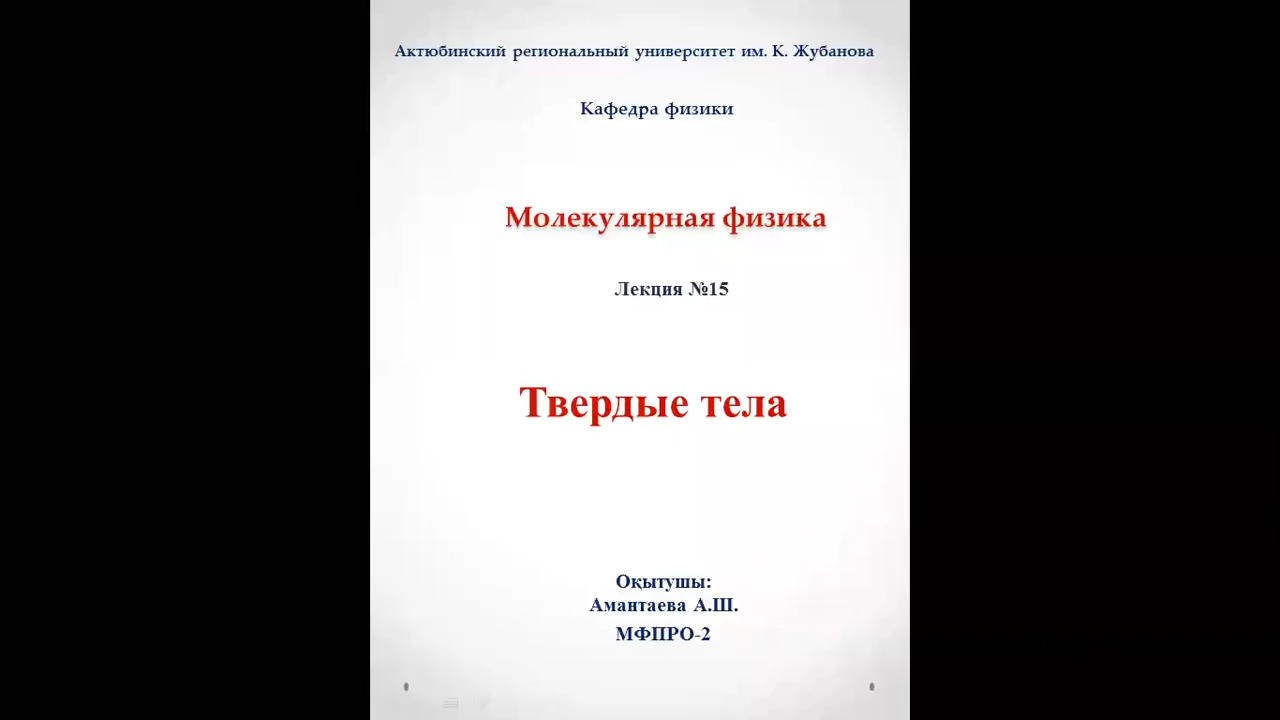 Актюбинский региональный университет им. К. Жубанова
Кафедра физики
Молекулярная физика
Лекция №15
Твердые тела
Оқытушы:
Амантаева А.Ш.
МФПРО-2